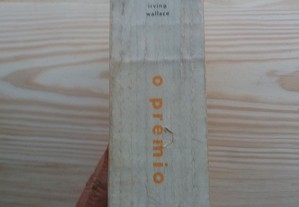 irving
wallace
o prêmio